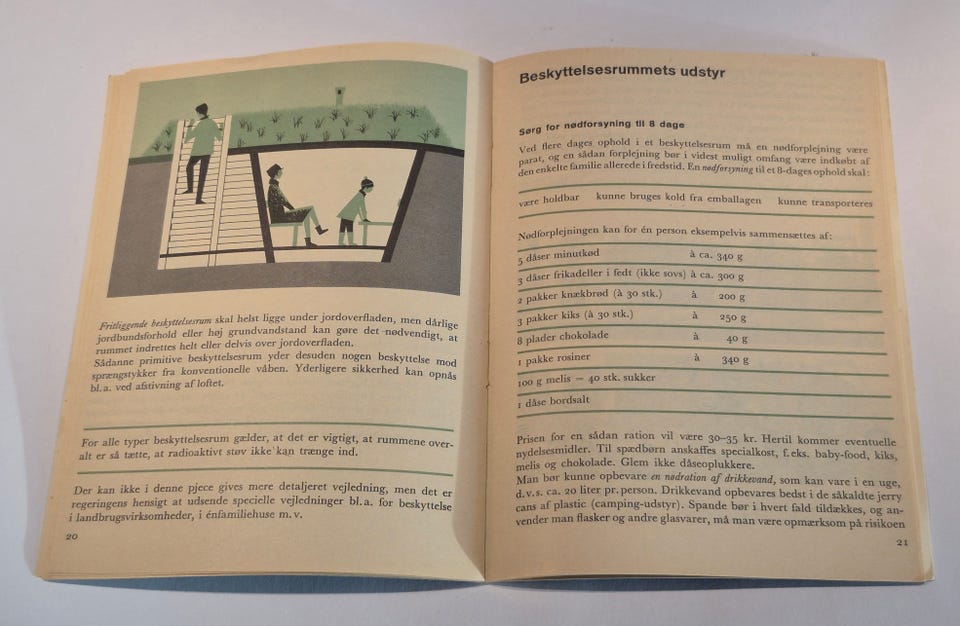 Fritliggende beskyttelsesrum skal helst ligge under jordoverfladen, men dårlige
jordbundsforhold eller høj grundvandstand kan gøre det nødvendigt, at
rummet indrettes helt eller delvis over jordoverfladen.
Sådanne primitive beskyttelsesrum yder desuden nogen beskyttelse mod
sprængstykker fra konventionelle våben. Yderligere sikkerhed kan opnås
bl.a. ved afstivning af loftet.
For alle typer beskyttelsesrum gælder, at det er vigtigt, at rummene over-
alt er så tætte, at radioaktivt støv ikke kan trænge ind.
Der kan ikke i denne pjece gives mere detaljeret vejledning, men det er
regeringens hensigt at udsende specielle vejledninger bl.a. for beskyttelse
i landbrugsvirksomheder, i énfamiliehuse m.v.
20
Beskyttelsesrummets udstyr
Sørg for nødforsyning til 8 dage
Ved flere dages ophold i et beskyttelsesrum må en nødforplejning være
parat, og en sådan forplejning bør i videst muligt omfang være indkøbt af
den enkelte familie allerede i fredstid. En nødforsyning til et 8-dages ophold skal:
være holdbar kunne bruges kold fra emballagen kunne transporteres
Nødforplejningen kan for én person eksempelvis sammensættes af:
5 dåser minutkød à ca. 340 g
3 dåser frikadeller i fedt (ikke sovs) à ca. 300 g
2 pakker knækbrød (à 30 stk.) à 200 g
3 pakker kiks (à 30 stk.) à 250 g
8 plader chokolade à 40 g
1 pakke rosiner à 340 g
100 g melis = 40 stk. sukker
1 dåse bordsalt
Prisen for en sådan ration vil være 30–35 kr. Hertil kommer eventuelle
nydelsesmidler. Til spædbørn anskaffes specialkost, f.eks. baby-food, kiks,
melis og chokolade. Glem ikke dåseoplukkere.
Man bør kunne opbevare en nødration af drikkevand, som kan vare i en uge,
d.v.s. ca. 20 liter pr. person. Drikkevand opbevares bedst i de såkaldte jerry
cans af plastic (camping-udstyr). Spande bør i hvert fald tildækkes, og an-
vender man flasker og andre glasvarer, må man være opmærksom på risikoen
21